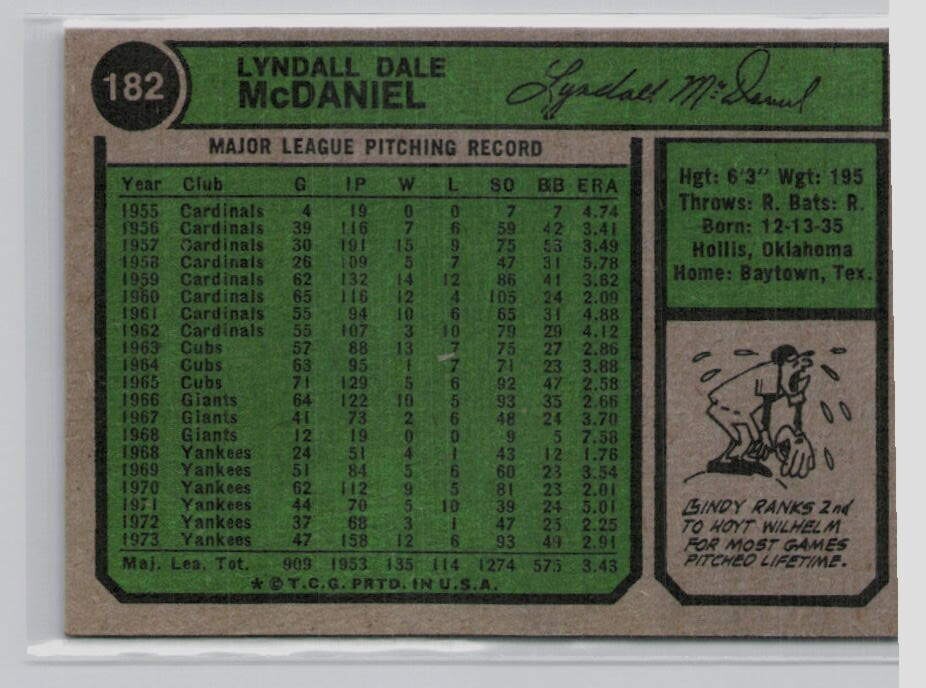 182
LYNDALL DALE
McDANIEL
Lyndall McDaniel
MAJOR LEAGUE PITCHING RECORD
Year Club G IP W L SO BB ERA
1955 Cardinals 4 19 0 0 7 7 4.74
1956 Cardinals 39 116 7 6 59 42 3.41
1957 Cardinals 30 191 15 9 75 53 3.49
1958 Cardinals 26 109 5 7 47 31 5.78
1959 Cardinals 62 132 14 12 86 41 3.82
1960 Cardinals 65 116 12 4 105 24 2.09
1961 Cardinals 55 94 10 6 65 31 4.88
1962 Cardinals 55 107 3 10 79 29 4.12
1963 Cubs 57 88 13 7 75 27 2.86
1964 Cubs 63 95 1 7 71 23 3.88
1965 Cubs 71 129 5 6 92 47 2.58
1966 Giants 64 122 10 5 93 35 2.66
1967 Giants 41 73 2 6 48 24 3.70
1968 Giants 12 19 0 0 9 5 7.58
1968 Yankees 24 51 4 1 43 12 1.76
1969 Yankees 51 84 5 6 60 23 3.54
1970 Yankees 62 112 9 5 81 23 2.01
1971 Yankees 44 70 5 10 39 24 5.01
1972 Yankees 37 68 3 1 47 25 2.25
1973 Yankees 47 158 12 6 93 49 2.91
Maj. Lea. Tot. 909 1953 135 114 1274 575 3.43
* © T.C.G. PRTD. IN U.S.A.
Hgt: 6'3" Wgt: 195
Throws: R. Bats: R.
Born: 12-13-35
Hollis, Oklahoma
Home: Baytown, Tex.
LINDY RANKS 2nd
TO HOYT WILHELM
FOR MOST GAMES
PITCHED LIFETIME.